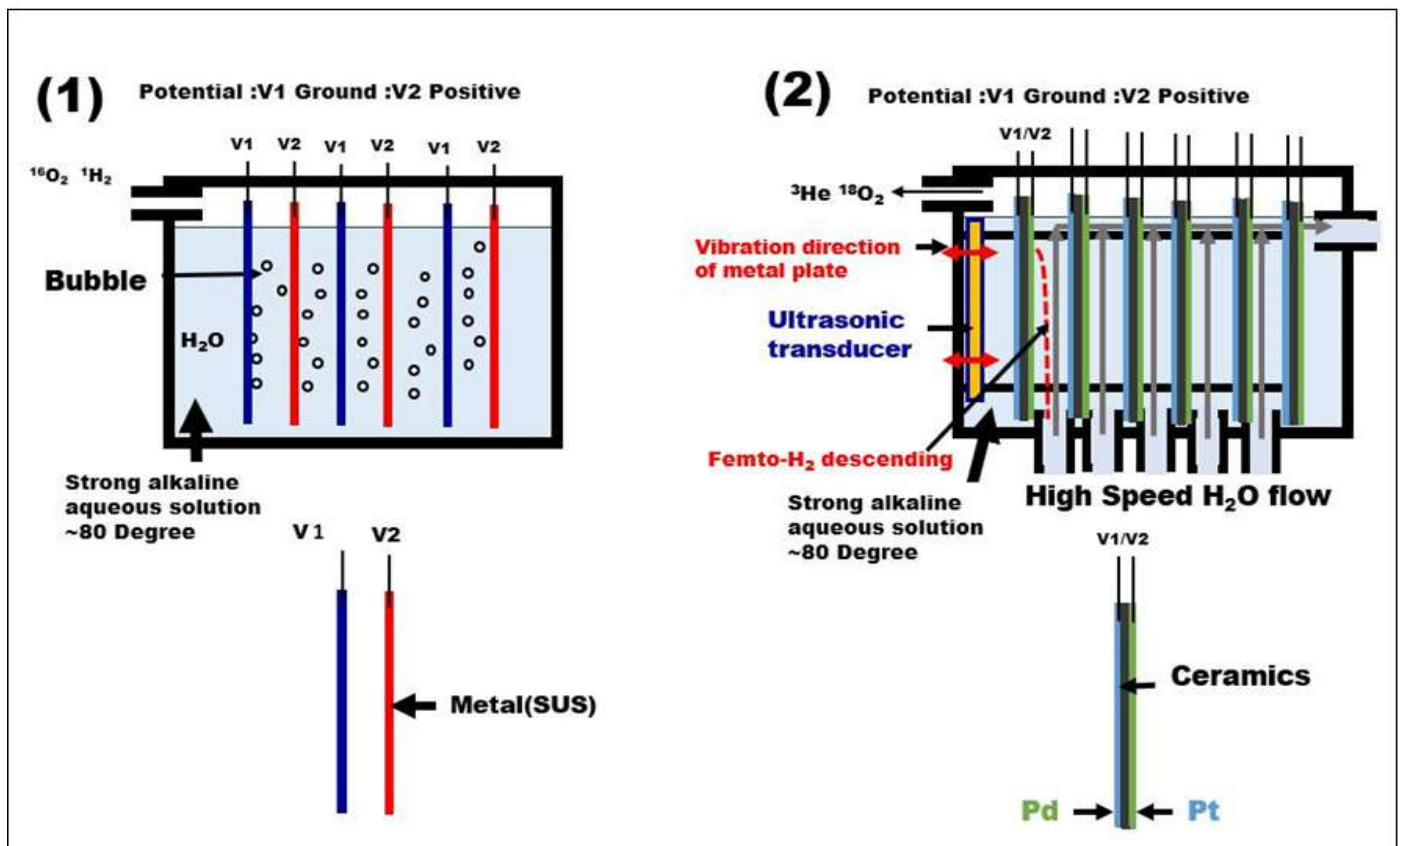 (1)
Potential :V1 Ground :V2 Positive
V1 V2 V1 V2 V1 V2
¹⁶O₂ ¹H₂
Bubble
H₂O
Strong alkaline
aqueous solution
~80 Degree
V1 V2
Metal(SUS)
(2)
Potential :V1 Ground :V2 Positive
V1/V2
³He ¹⁸O₂
Vibration direction
of metal plate
Ultrasonic
transducer
Femto-H₂ descending
Strong alkaline
aqueous solution
~80 Degree
High Speed H₂O flow
V1/V2
Ceramics
Pd Pt